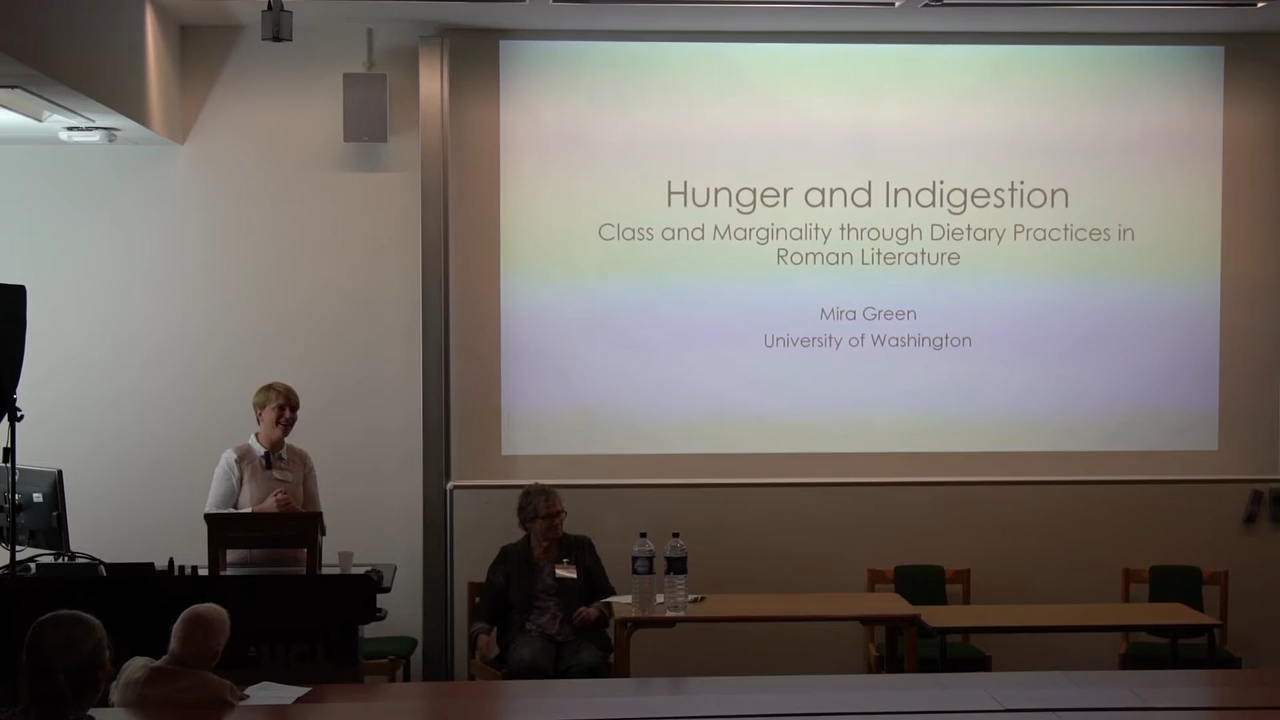 Hunger and Indigestion
Class and Marginality through Dietary Practices in
Roman Literature
Mira Green
University of Washington